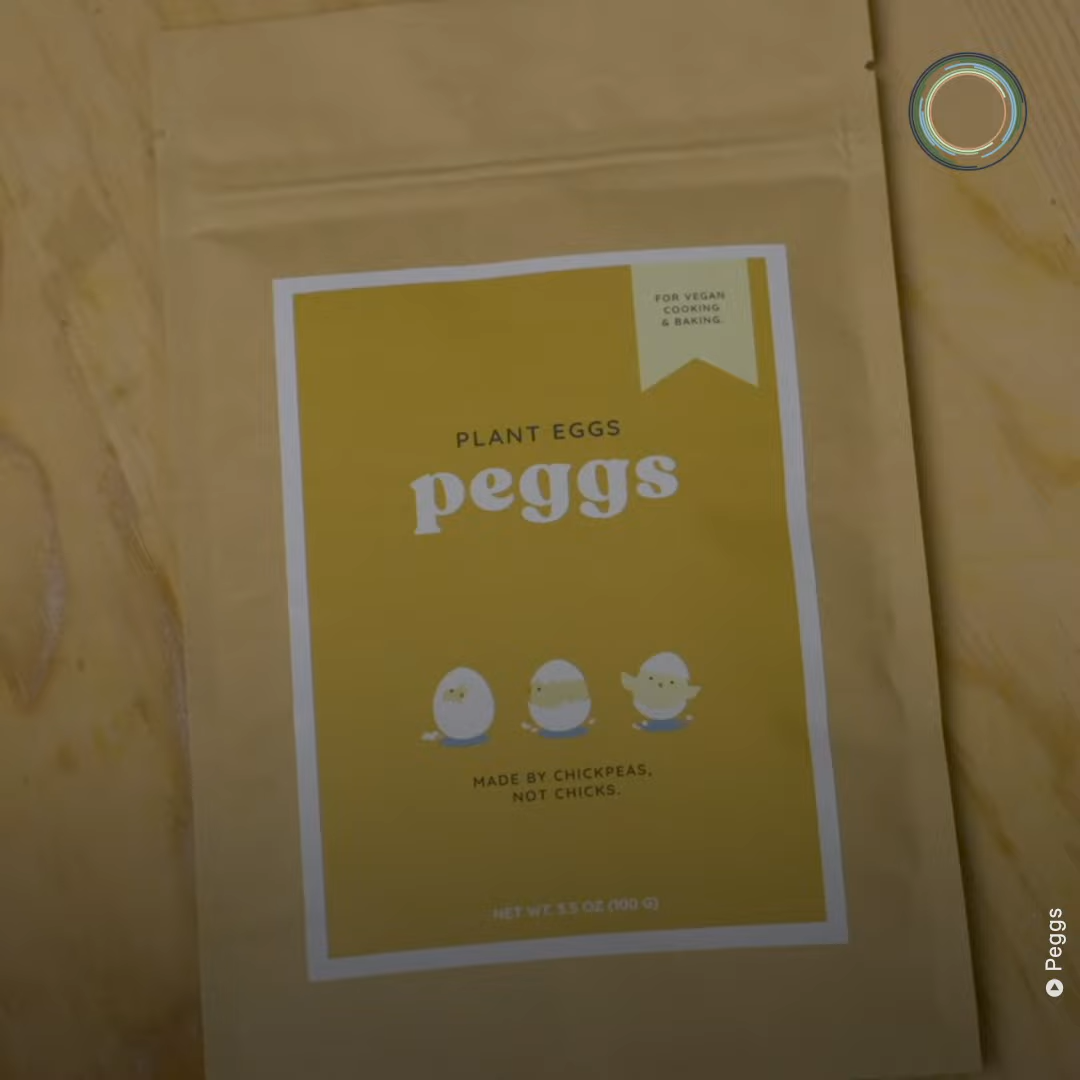 FOR VEGAN
COOKING
& BAKING.
PLANT EGGS
peggs
MADE BY CHICKPEAS,
NOT CHICKS.
NET WT. 3.5 OZ (100 G)
Peggs